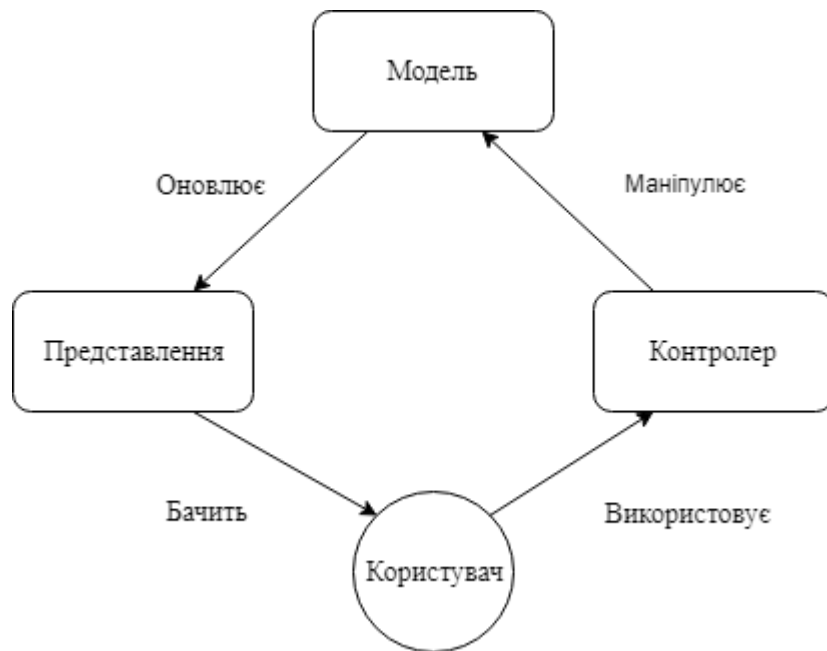 Модель
Оновлює
Маніпулює
Представлення
Контролер
Бачить
Використовує
Користувач